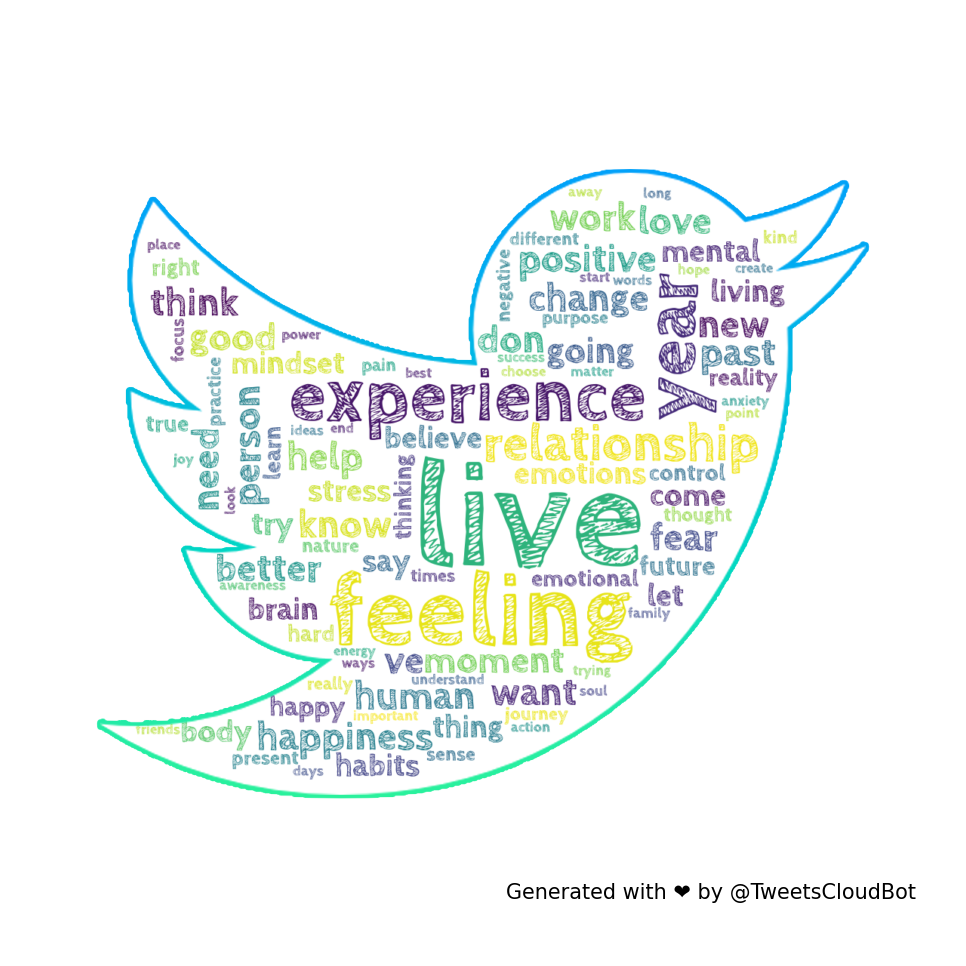 away
long
work
love
different
kind
place
positive
mental
right
negative
start
words
hope
create
think
change
year
living
focus
good
power
purpose
don
going
new
past
mindset
pain
best
success
choose
matter
reality
practice
person
experience
anxiety
point
true
ideas
end
believe
relationship
need
learn
help
joy
thinking
live
emotions
control
look
stress
come
try
know
thought
nature
fear
better
say
times
emotional
future
awareness
let
brain
feeling
family
hard
energy
ways
ve
moment
trying
really
understand
human
want
soul
happy
important
journey
friends
body
happiness
thing
action
present
days
habits
sense
Generated with ❤ by @TweetsCloudBot